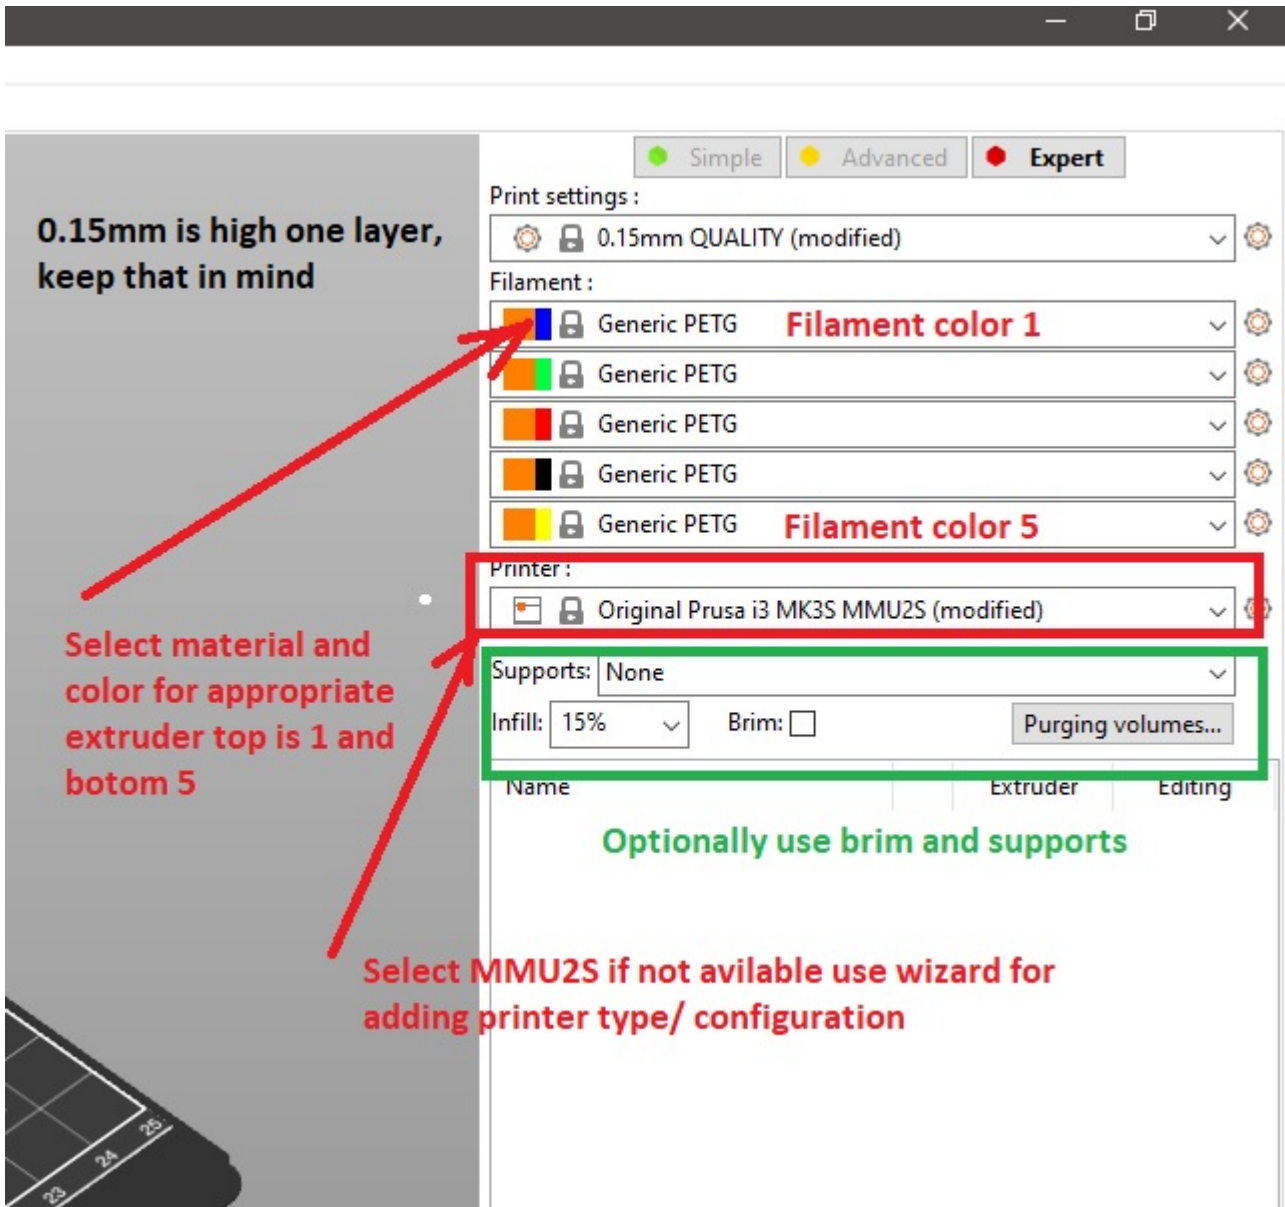 Simple Advanced Expert
Print settings :
0.15mm is high one layer,
keep that in mind
0.15mm QUALITY (modified)
Filament :
Generic PETG Filament color 1
Generic PETG
Generic PETG
Generic PETG
Generic PETG Filament color 5
Printer :
Original Prusa i3 MK3S MMU2S (modified)
Select material and
color for appropriate
extruder top is 1 and
botom 5
Supports: None
Infill: 15% Brim: Purging volumes...
Name Extruder Editing
Optionally use brim and supports
Select MMU2S if not avilable use wizard for
adding printer type/ configuration
25
24
23